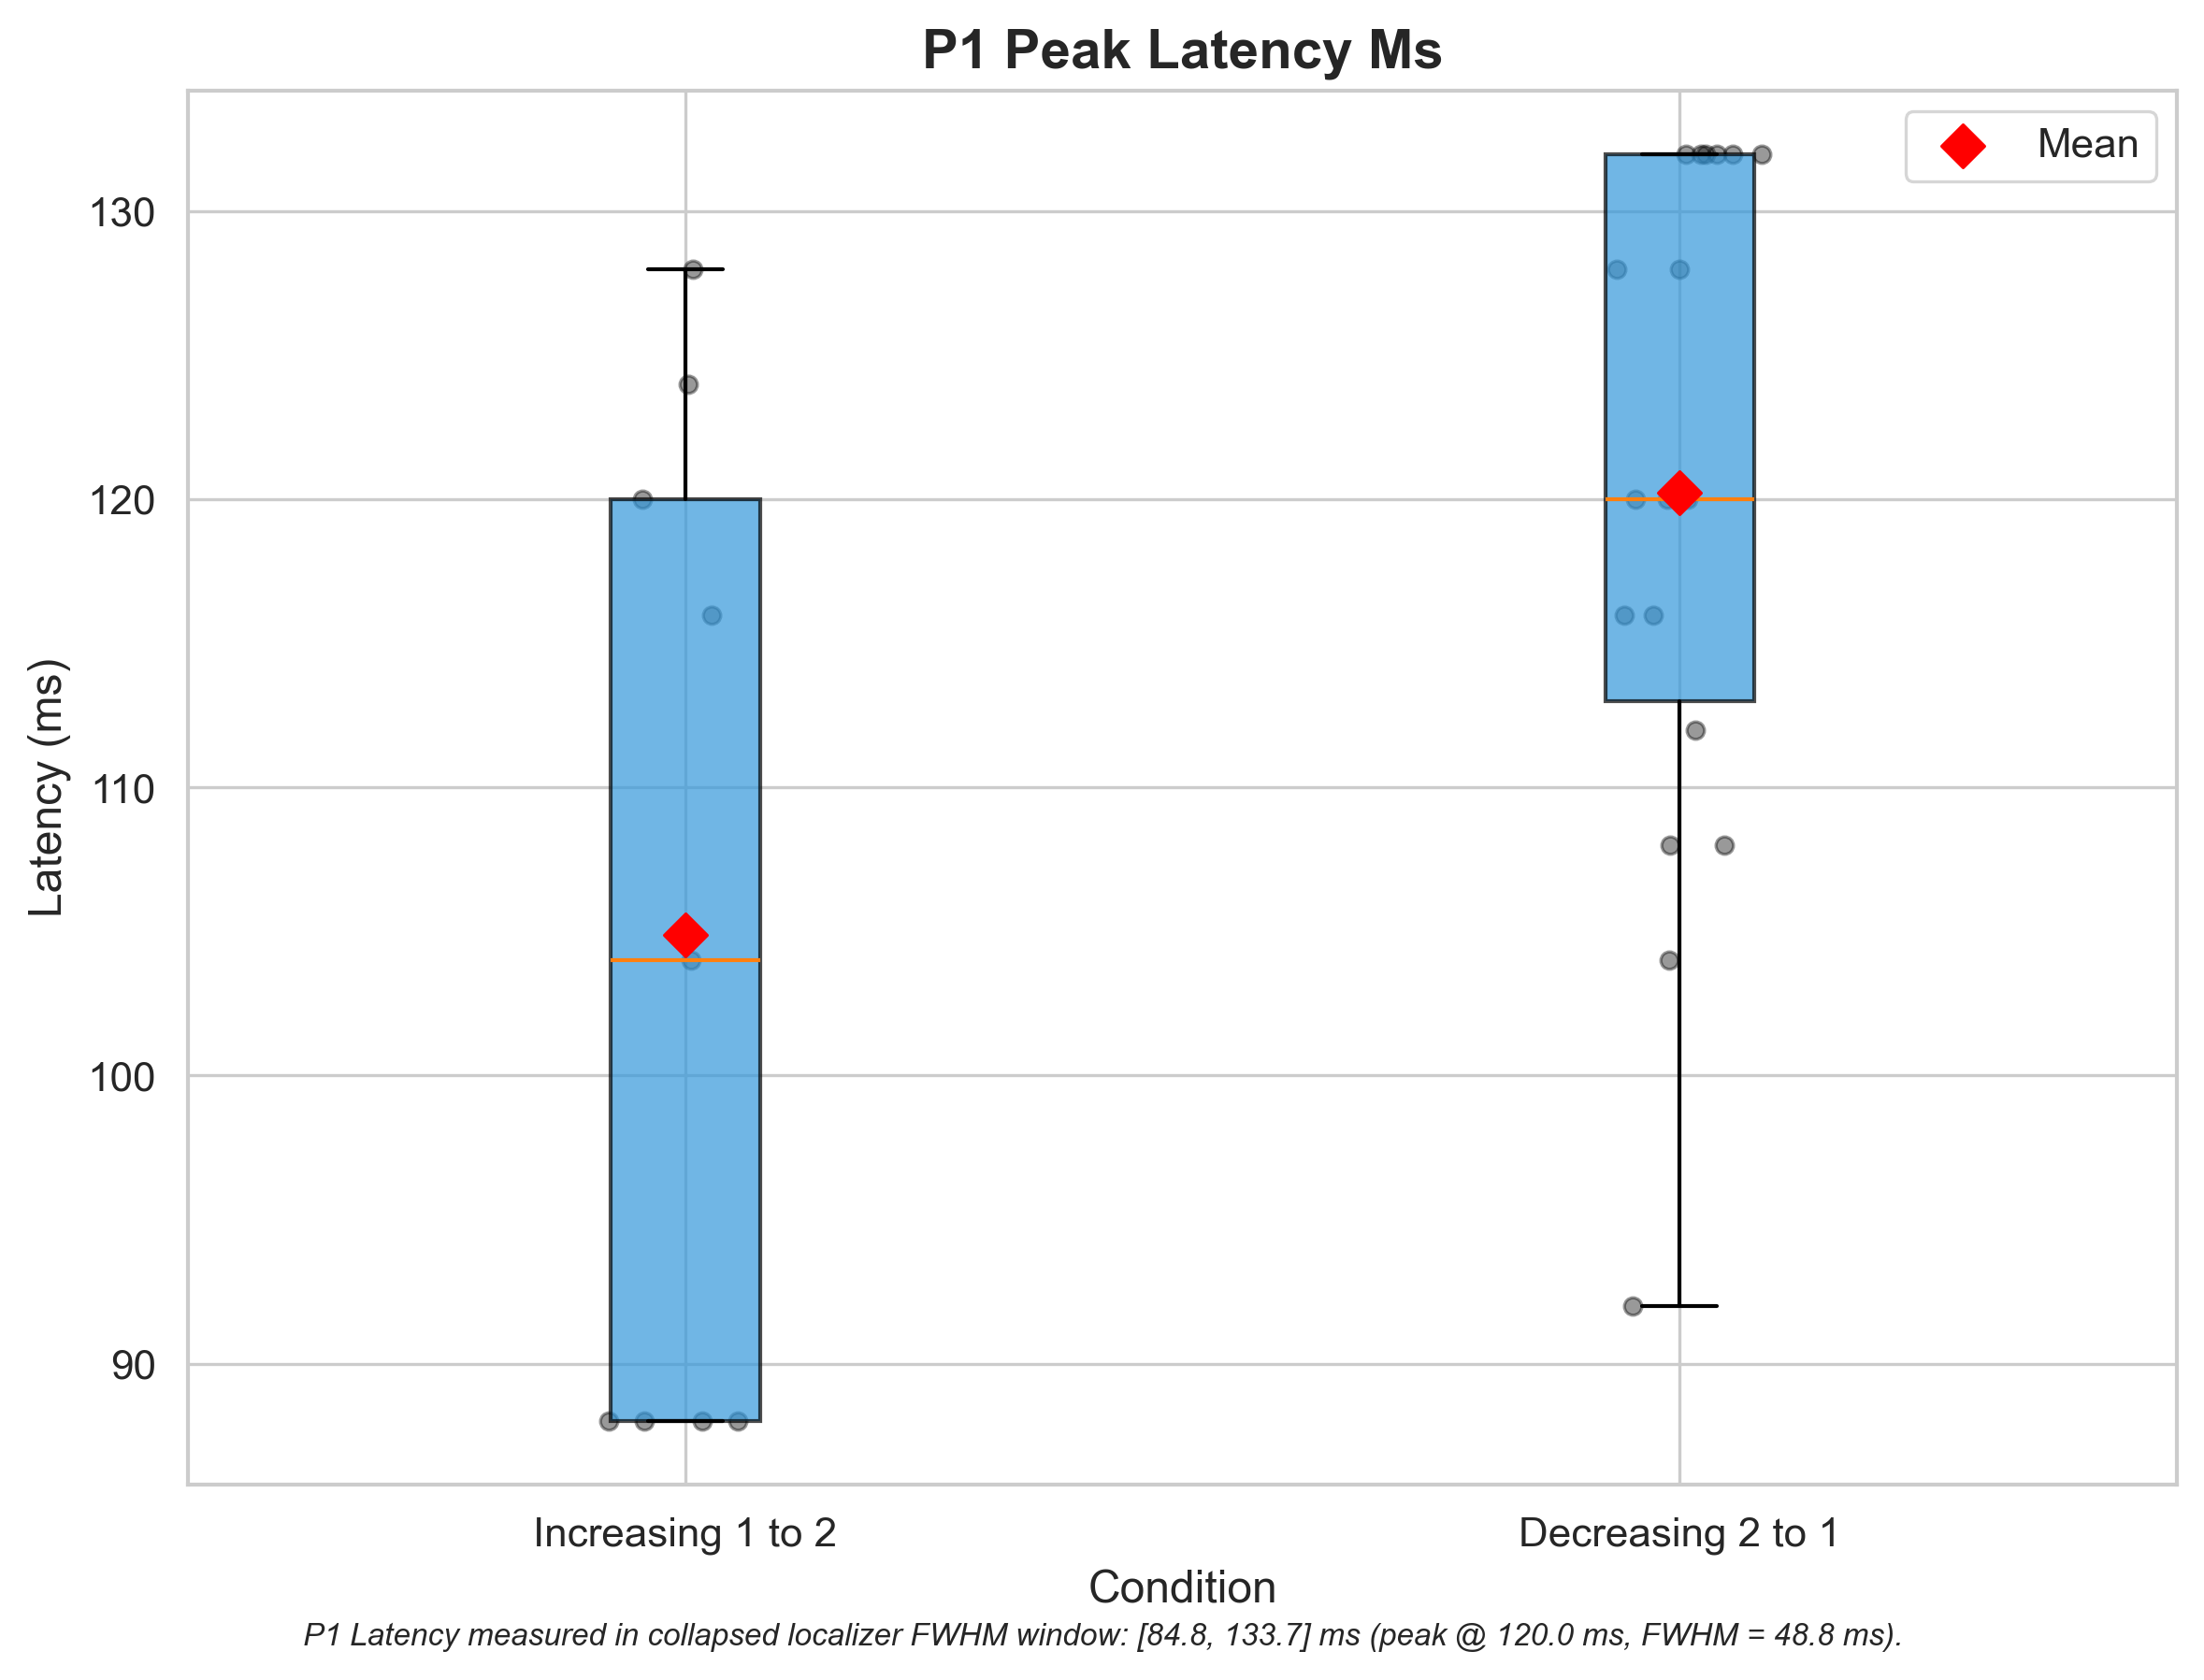 P1 Peak Latency Ms
Mean
130
120
110
100
90
Latency (ms)
Increasing 1 to 2
Decreasing 2 to 1
Condition
P1 Latency measured in collapsed localizer FWHM window: [84.8, 133.7] ms (peak @ 120.0 ms, FWHM = 48.8 ms).